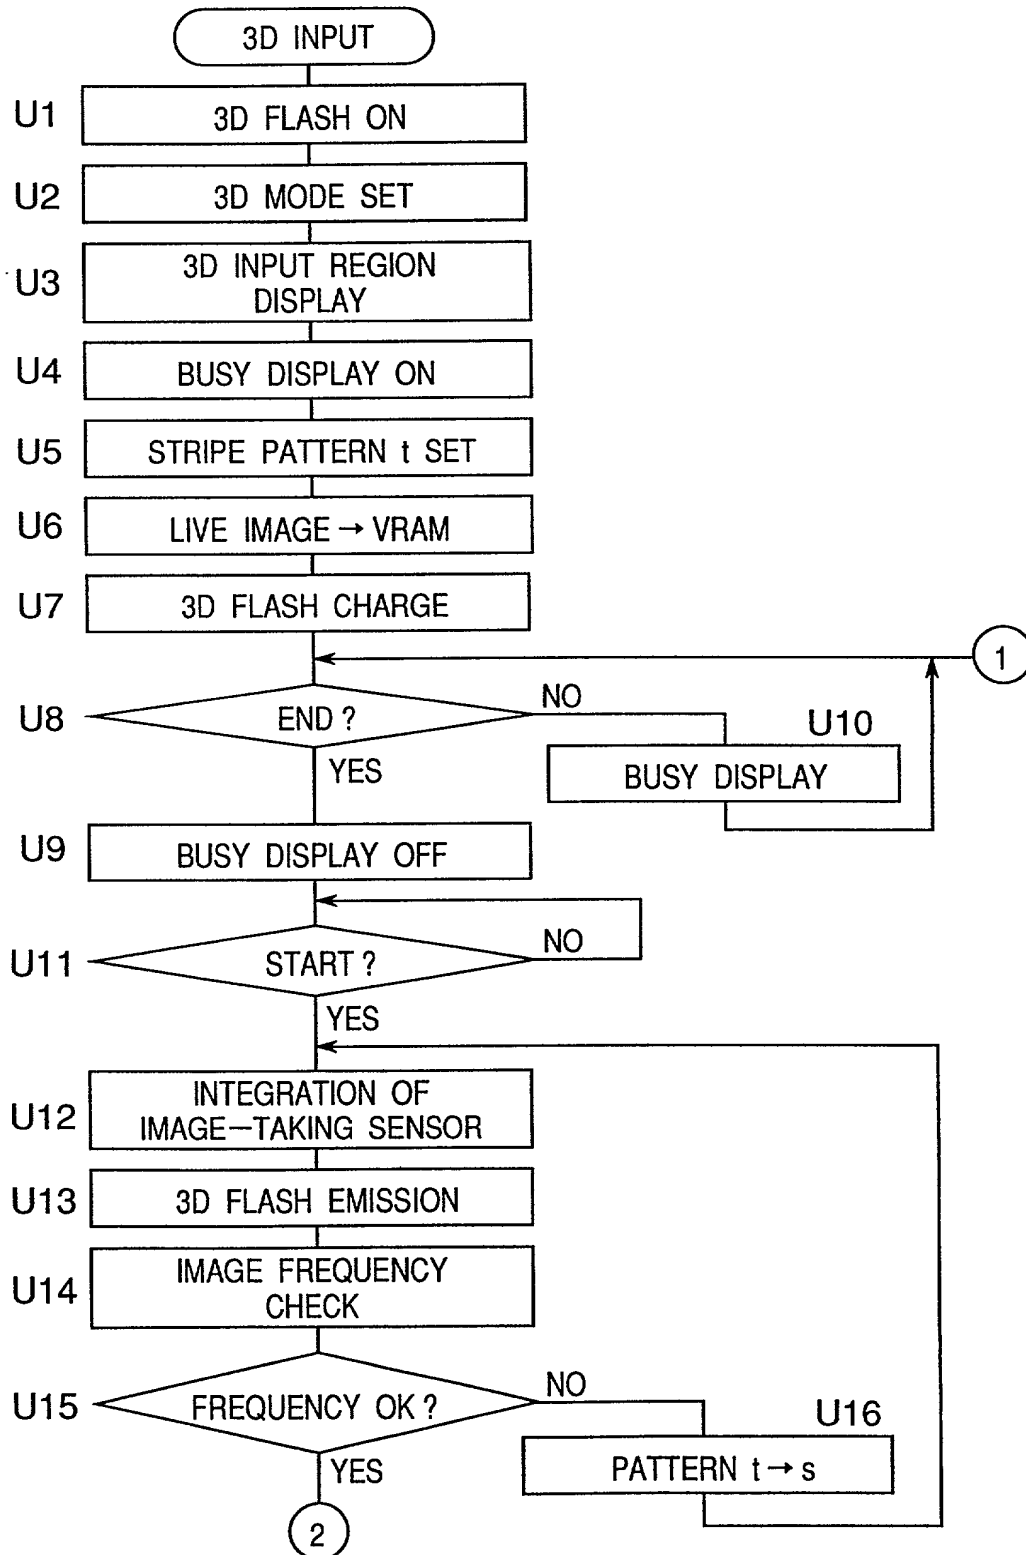 3D INPUT
U1
3D FLASH ON
U2
3D MODE SET
U3
3D INPUT REGION
DISPLAY
U4
BUSY DISPLAY ON
U5
STRIPE PATTERN t SET
U6
LIVE IMAGE → VRAM
U7
3D FLASH CHARGE
1
U8
END ?
NO
U10
BUSY DISPLAY
YES
U9
BUSY DISPLAY OFF
U11
START ?
NO
YES
U12
INTEGRATION OF
IMAGE–TAKING SENSOR
U13
3D FLASH EMISSION
U14
IMAGE FREQUENCY
CHECK
U15
FREQUENCY OK ?
NO
U16
PATTERN t → s
YES
2